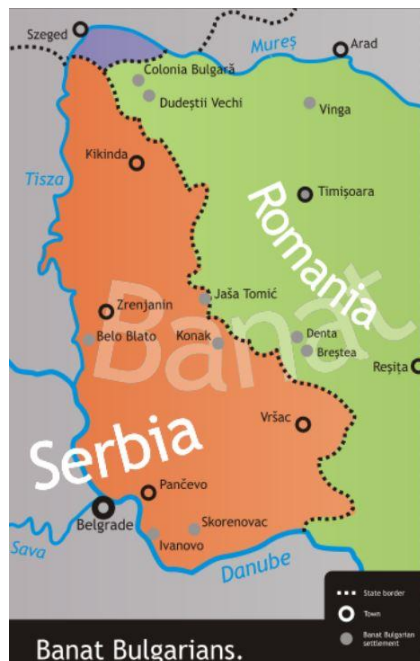 Szeged
Mureș
Arad
Colonia Bulgară
Dudeștii Vechi
Vinga
Kikinda
Tisza
Timișoara
Romania
Banat
Jaša Tomić
Zrenjanin
Belo Blato
Konak
Denta
Breștea
Reșița
Vršac
Serbia
Pančevo
Belgrade
Skorenovac
Ivanovo
Sava
Danube
State border
Town
Banat Bulgarian
settlement
Banat Bulgarians.